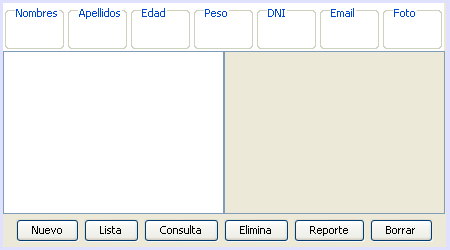 Nombres Apellidos Edad Peso DNI Email Foto
Nuevo Lista Consulta Elimina Reporte Borrar